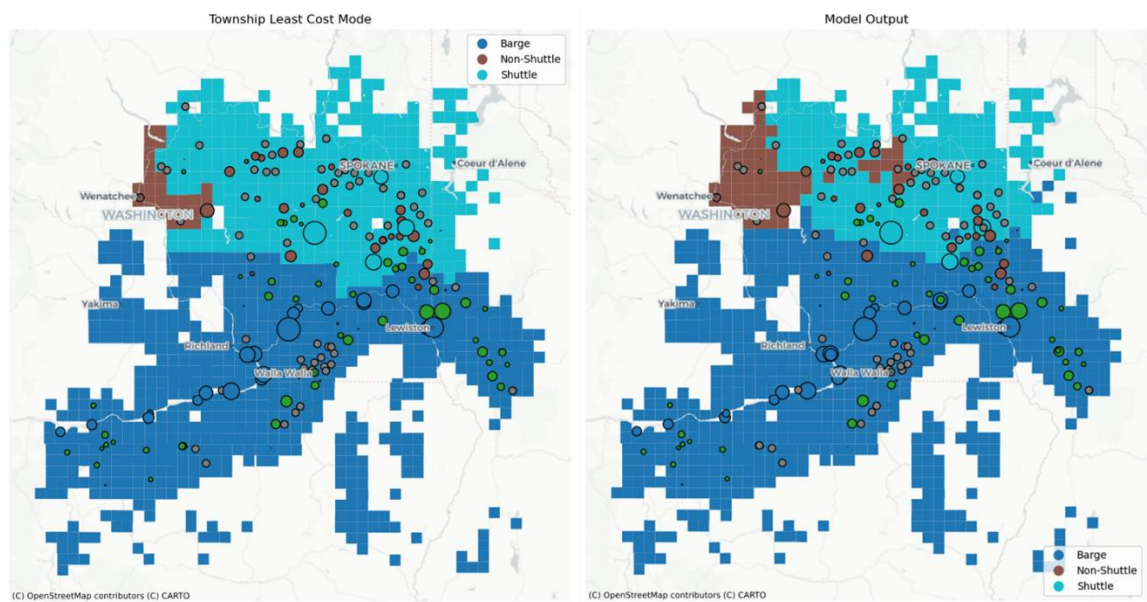 Township Least Cost Mode
Barge
Non-Shuttle
Shuttle
SPOKANE
Coeur d'Alene
Wenatchee
WASHINGTON
Yakima
Richland
Lewiston
Walla Walla
(C) OpenStreetMap contributors (C) CARTO
Model Output
SPOKANE
Coeur d'Alene
Wenatchee
WASHINGTON
Yakima
Richland
Lewiston
Walla Walla
Barge
Non-Shuttle
Shuttle
(C) OpenStreetMap contributors (C) CARTO